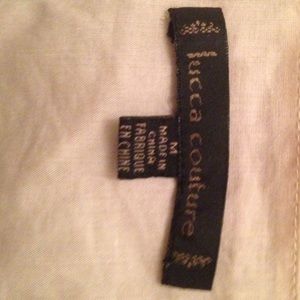 lucca couture
M
MADE IN
CHINA
FABRIQUE
EN CHINE